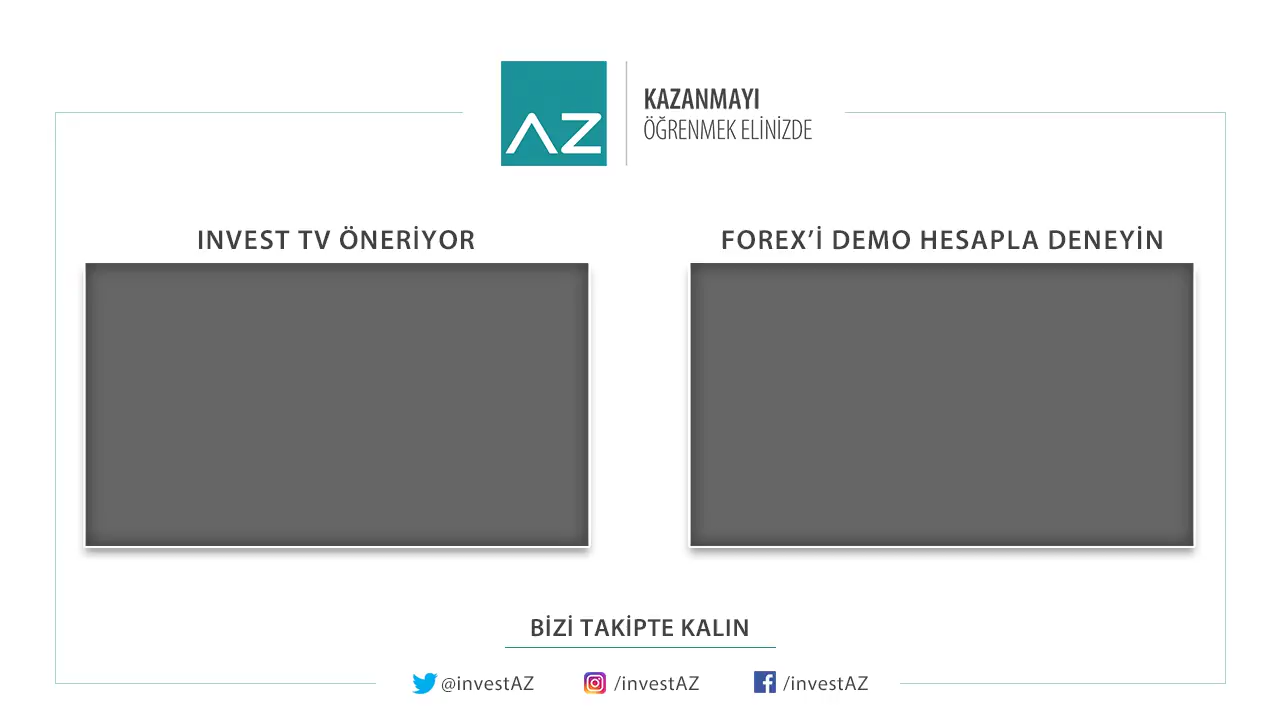 AZ
KAZANMAYI
ÖĞRENMEK ELİNİZDE
INVEST TV ÖNERİYOR
FOREX’İ DEMO HESAPLA DENEYİN
BİZİ TAKİPTE KALIN
@investAZ
/investAZ
/investAZ